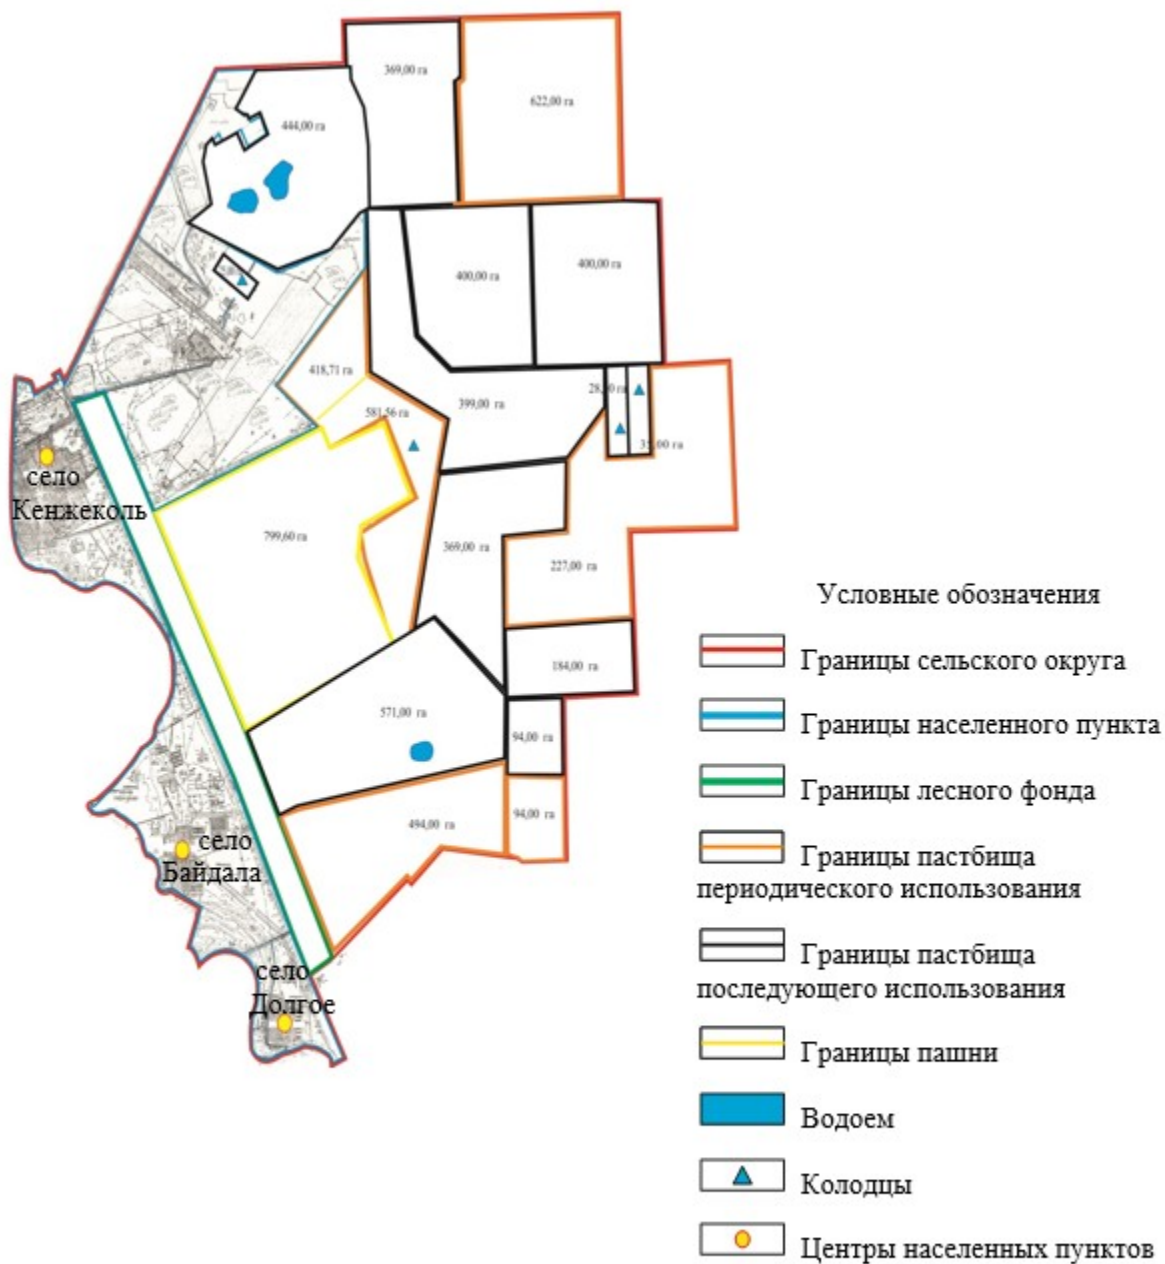 369,00 га
622,00 га
444,00 га
400,00 га
400,00 га
418,71 га
399,00 га
581,56 га
село
Кенжеколь
799,60 га
369,00 га
227,00 га
184,00 га
571,00 га
94,00 га
494,00 га
94,00 га
село
Байдала
село
Долгое
Условные обозначения
Границы сельского округа
Границы населенного пункта
Границы лесного фонда
Границы пастбища
периодического использования
Границы пастбища
последующего использования
Границы пашни
Водоем
Колодцы
Центры населенных пунктов